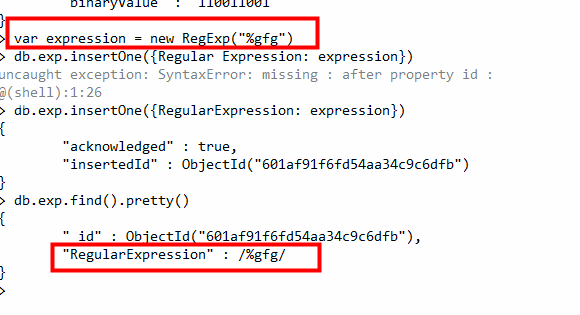 binaryValue : 110011001
}
> var expression = new RegExp("%gfg")
> db.exp.insertOne({Regular Expression: expression})
uncaught exception: SyntaxError: missing : after property id :
@(shell):1:26
> db.exp.insertOne({RegularExpression: expression})
{
"acknowledged" : true,
"insertedId" : ObjectId("601af91f6fd54aa34c9c6dfb")
}
> db.exp.find().pretty()
{
"_id" : ObjectId("601af91f6fd54aa34c9c6dfb"),
"RegularExpression" : /%gfg/
}
>